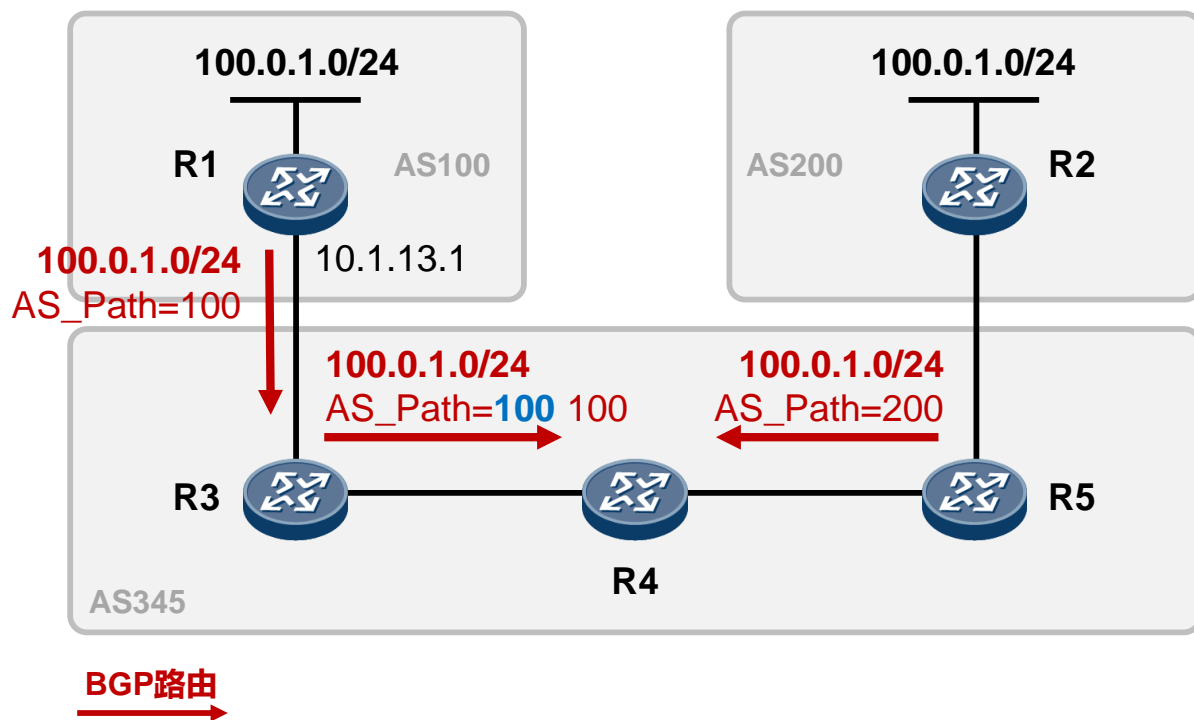 100.0.1.0/24
100.0.1.0/24
R1
AS100
AS200
R2
100.0.1.0/24
10.1.13.1
AS_Path=100
100.0.1.0/24
100.0.1.0/24
AS_Path=100 100
AS_Path=200
R3
R5
R4
AS345
BGP路由